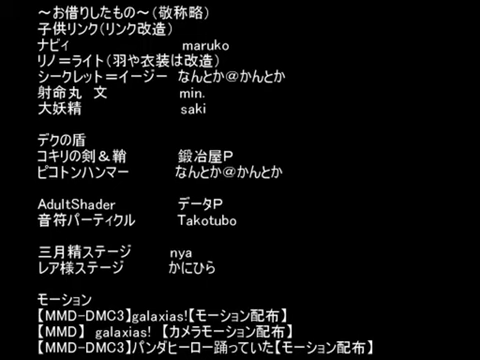 ～お借りしたもの～（敬称略）
子供リンク（リンク改造）
ナビィ maruko
リノ＝ライト（羽や衣装は改造）
シークレット＝イージー なんとか＠かんとか
射命丸 文 min.
大妖精 saki
デクの盾
コキリの剣＆鞘 鍛冶屋P
ピコトンハンマー なんとか＠かんとか
AdultShader データP
音符パーティクル Takotubo
三月精ステージ nya
レア様ステージ かにひら
モーション
【MMD-DMC3】galaxias!【モーション配布】
【MMD】 galaxias! 【カメラモーション配布】
【MMD-DMC3】パンダヒーロー踊っていた【モーション配布】